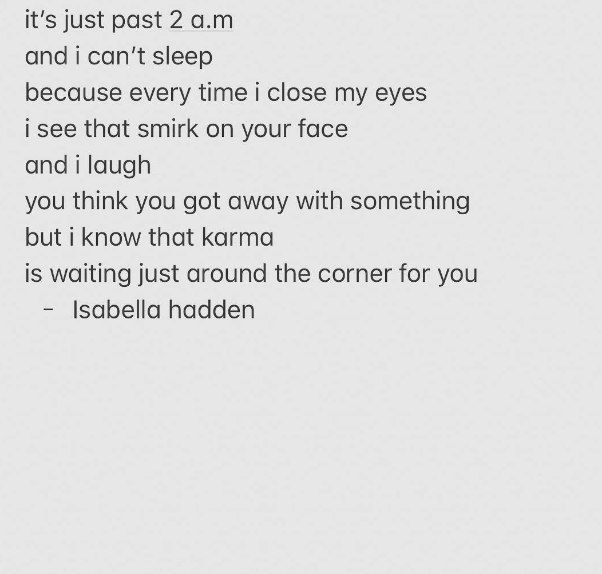 it’s just past 2 a.m
and i can’t sleep
because every time i close my eyes
i see that smirk on your face
and i laugh
you think you got away with something
but i know that karma
is waiting just around the corner for you
– Isabella hadden